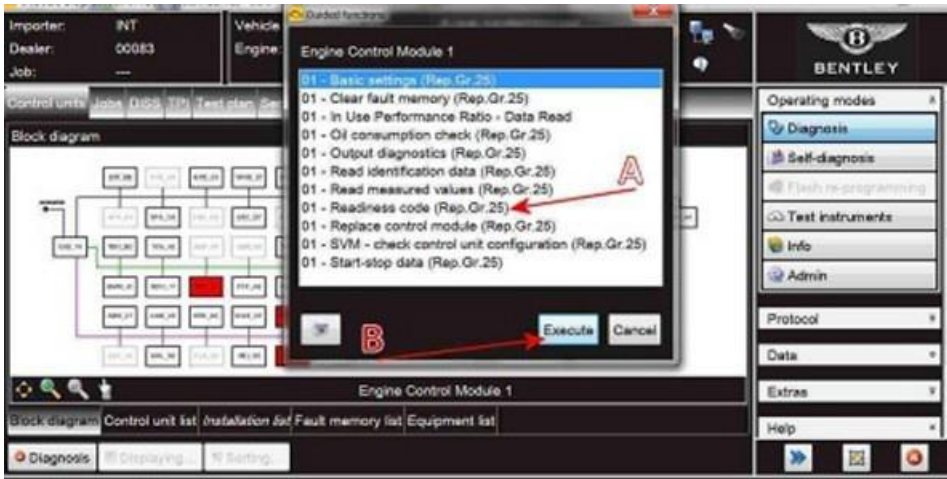 Importer: INT
Dealer: 00083
Job: ---
Vehicle
Engine:
Guided functions
Engine Control Module 1
01 - Basic settings (Rep.Gr.25)
01 - Clear fault memory (Rep.Gr.25)
01 - In Use Performance Ratio - Data Read
01 - Oil consumption check (Rep.Gr.25)
01 - Output diagnostics (Rep.Gr.25)
01 - Read identification data (Rep.Gr.25)
01 - Read measured values (Rep.Gr.25)
01 - Readiness code (Rep.Gr.25)
01 - Replace control module (Rep.Gr.25)
01 - SVM - check control unit configuration (Rep.Gr.25)
01 - Start-stop data (Rep.Gr.25)
A
B
Execute Cancel
Control units Jobs DISS TPI Test plan
Block diagram
Engine Control Module 1
Block diagram Control unit list Installation list Fault memory list Equipment list
Diagnosis Displaying... Sorting...
B
BENTLEY
Operating modes
Diagnosis
Self-diagnosis
Flash re-programming
Test instruments
Info
Admin
Protocol
Data
Extras
Help